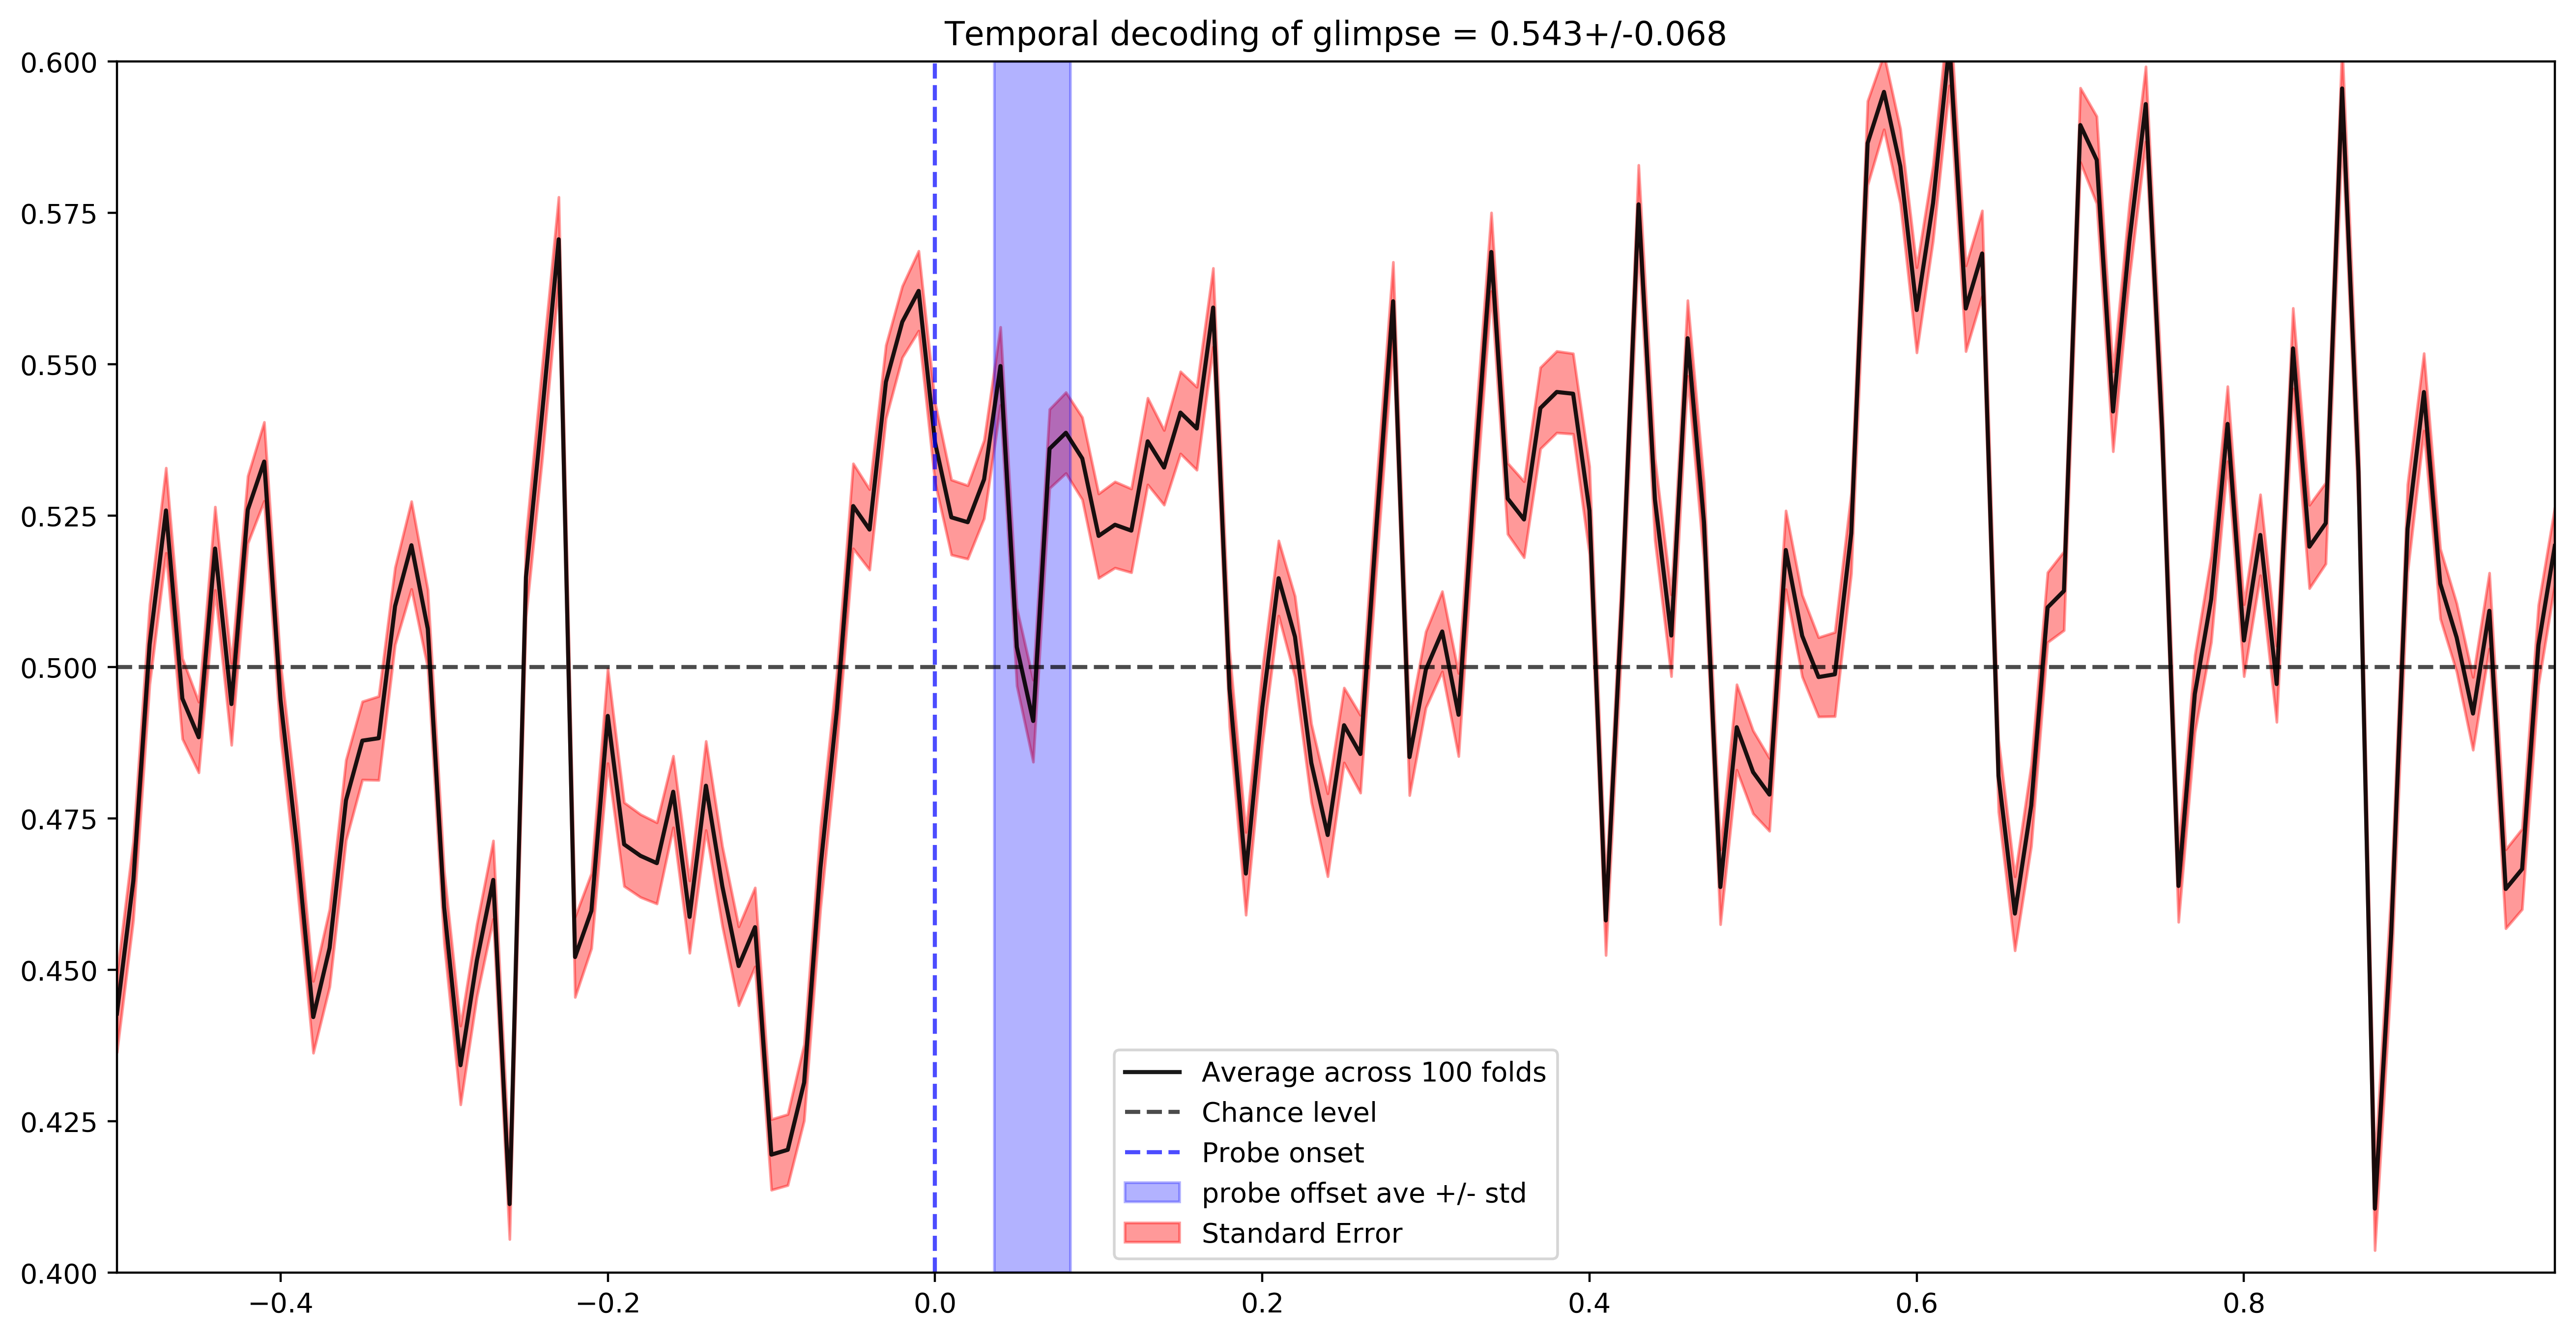 Temporal decoding of glimpse = 0.543+/-0.068
0.600
0.575
0.550
0.525
0.500
0.475
0.450
0.425
0.400
Average across 100 folds
Chance level
Probe onset
probe offset ave +/- std
Standard Error
−0.4 −0.2 0.0 0.2 0.4 0.6 0.8